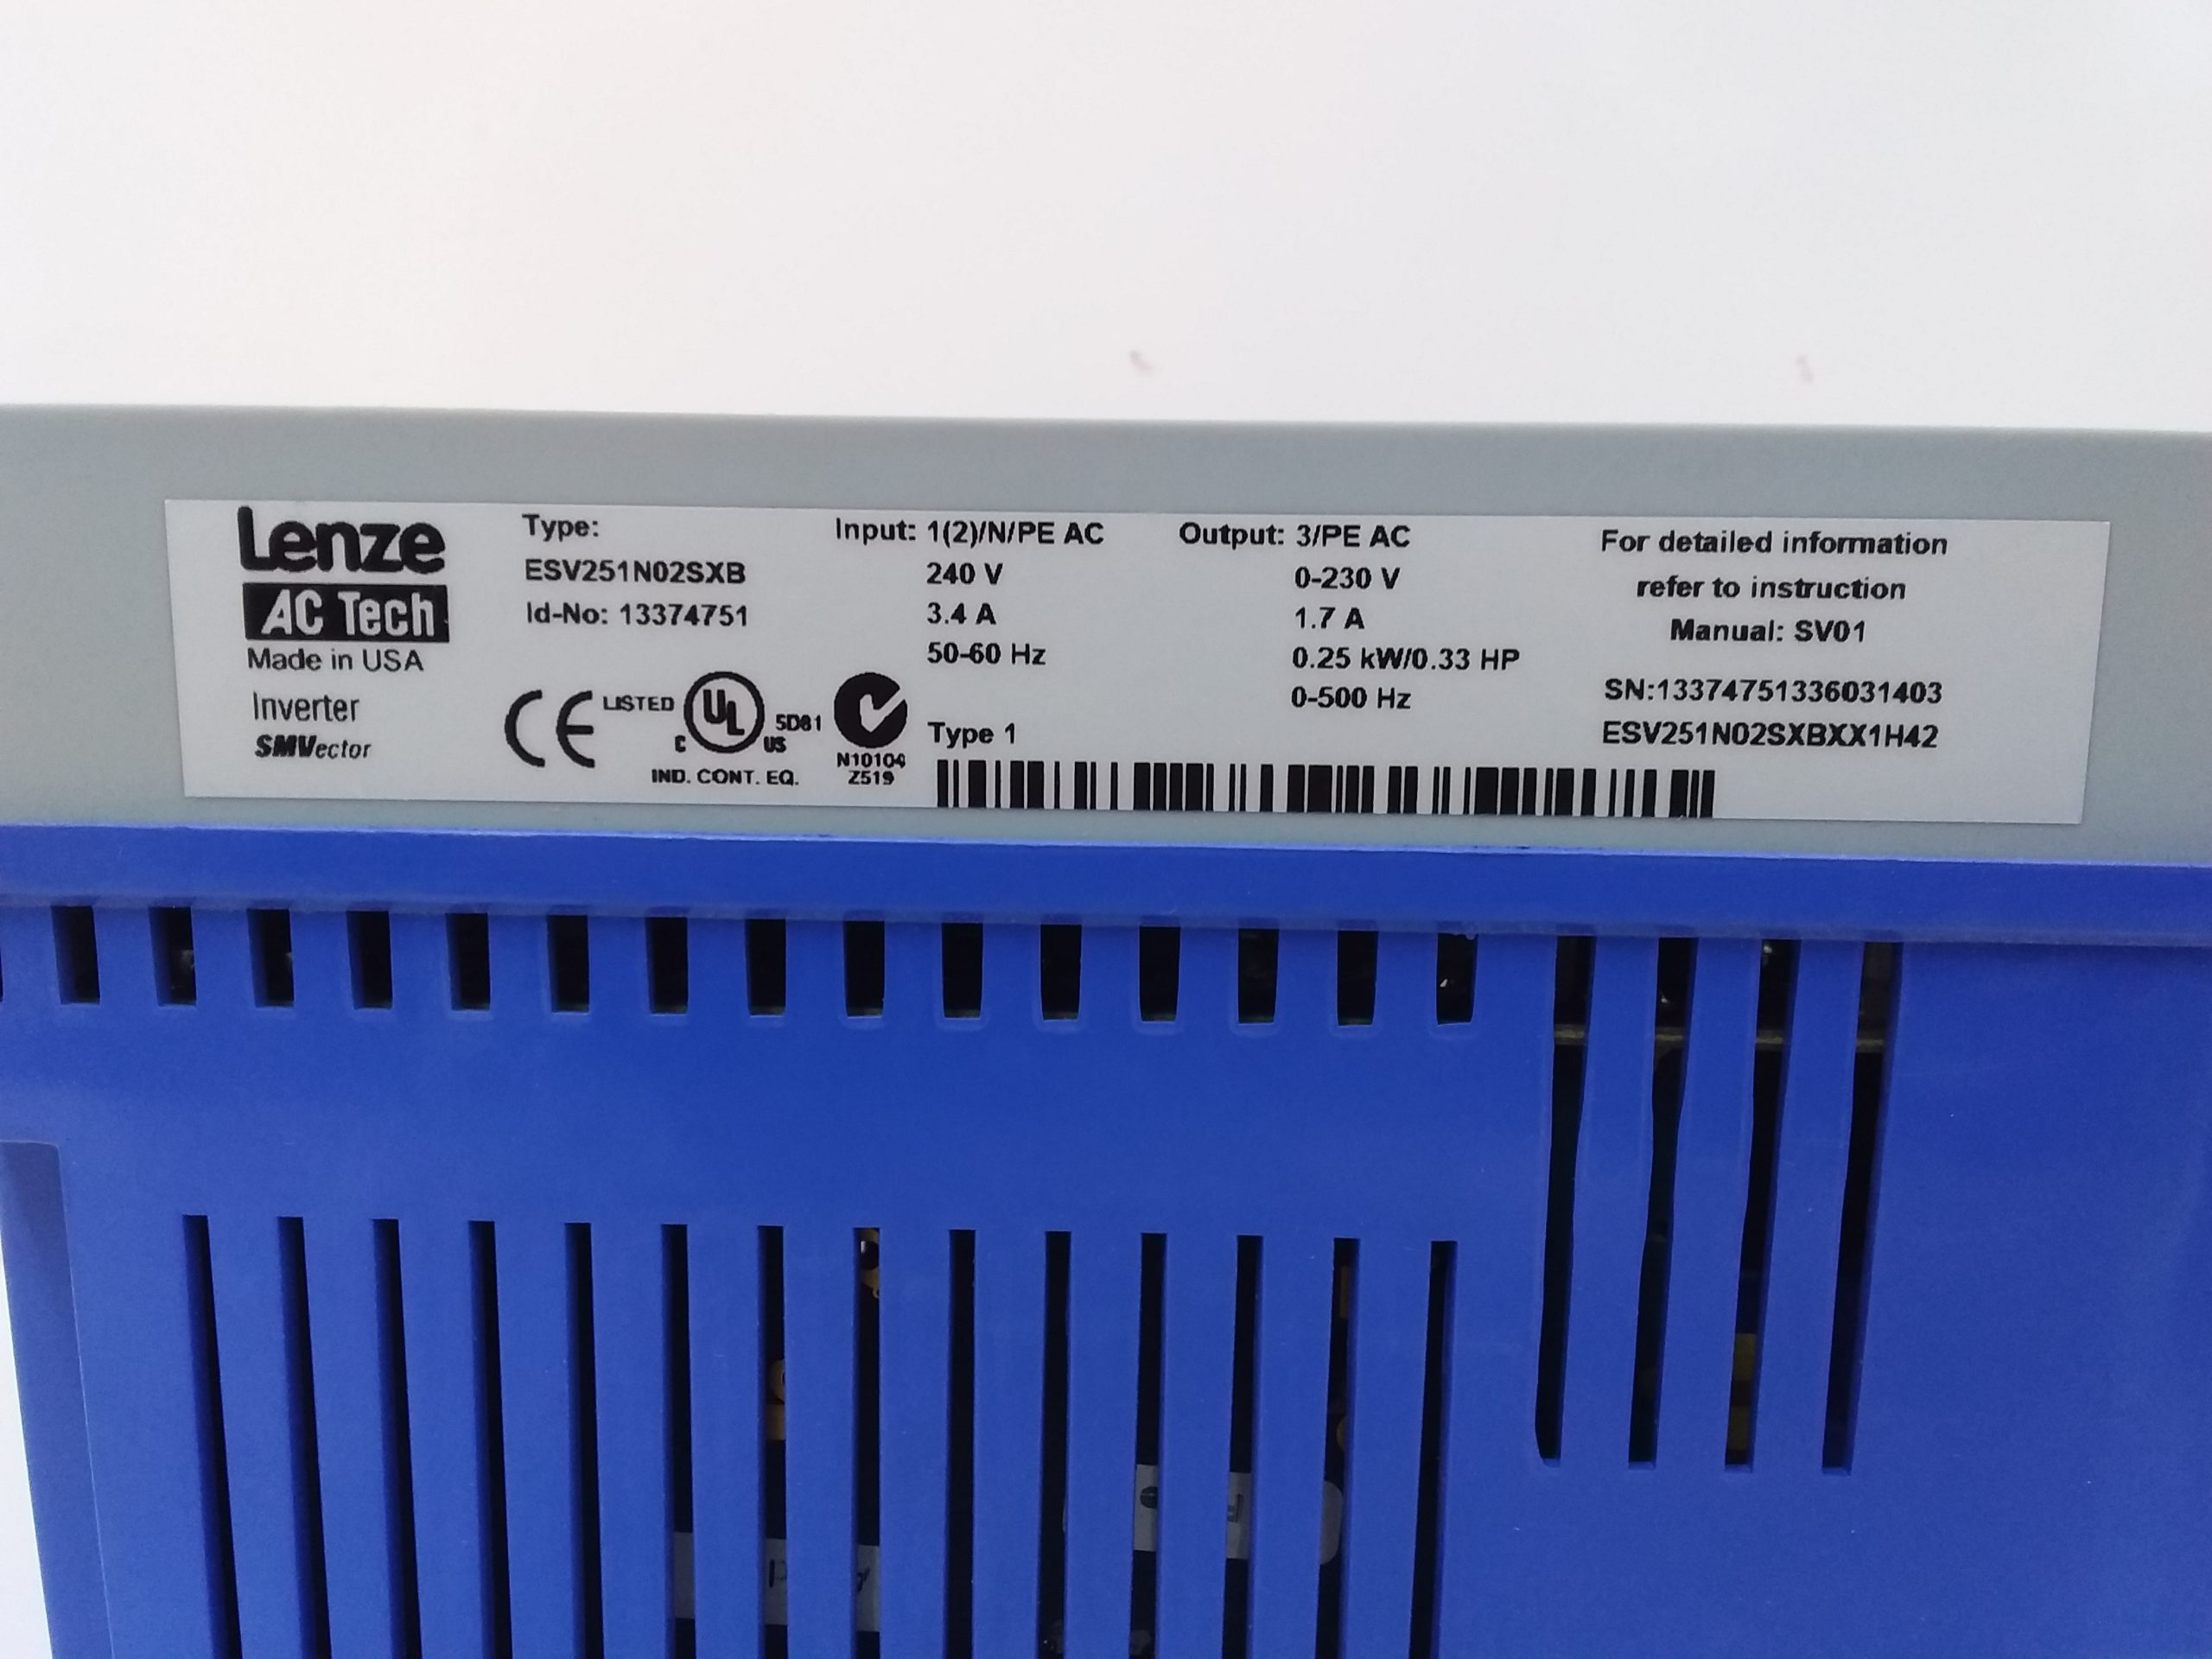 Lenze
AC Tech
Made in USA
Inverter
SMVector
Type:
ESV251N02SXB
Id-No: 13374751
CE
LISTED
C UL US
5D81
IND. CONT. EQ.
N10104
Z519
Input: 1(2)/N/PE AC
240 V
3.4 A
50-60 Hz
Type 1
Output: 3/PE AC
0-230 V
1.7 A
0.25 kW/0.33 HP
0-500 Hz
For detailed information
refer to instruction
Manual: SV01
SN:13374751336031403
ESV251N02SXBXX1H42